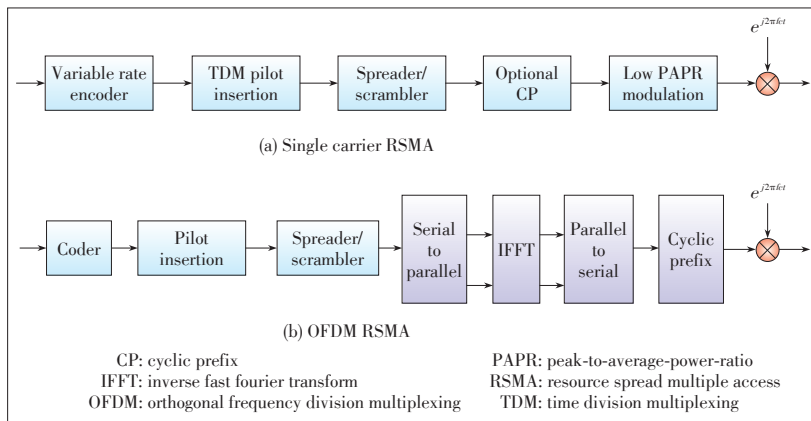 e^{j2πfct}
Variable rate
encoder
TDM pilot
insertion
Spreader/
scrambler
Optional
CP
Low PAPR
modulation
(a) Single carrier RSMA
e^{j2πfct}
Coder
Pilot
insertion
Spreader/
scrambler
Serial
to
parallel
IFFT
Parallel
to
serial
Cyclic
prefix
(b) OFDM RSMA
CP: cyclic prefix
IFFT: inverse fast fourier transform
OFDM: orthogonal frequency division multiplexing
PAPR: peak-to-average-power-ratio
RSMA: resource spread multiple access
TDM: time division multiplexing